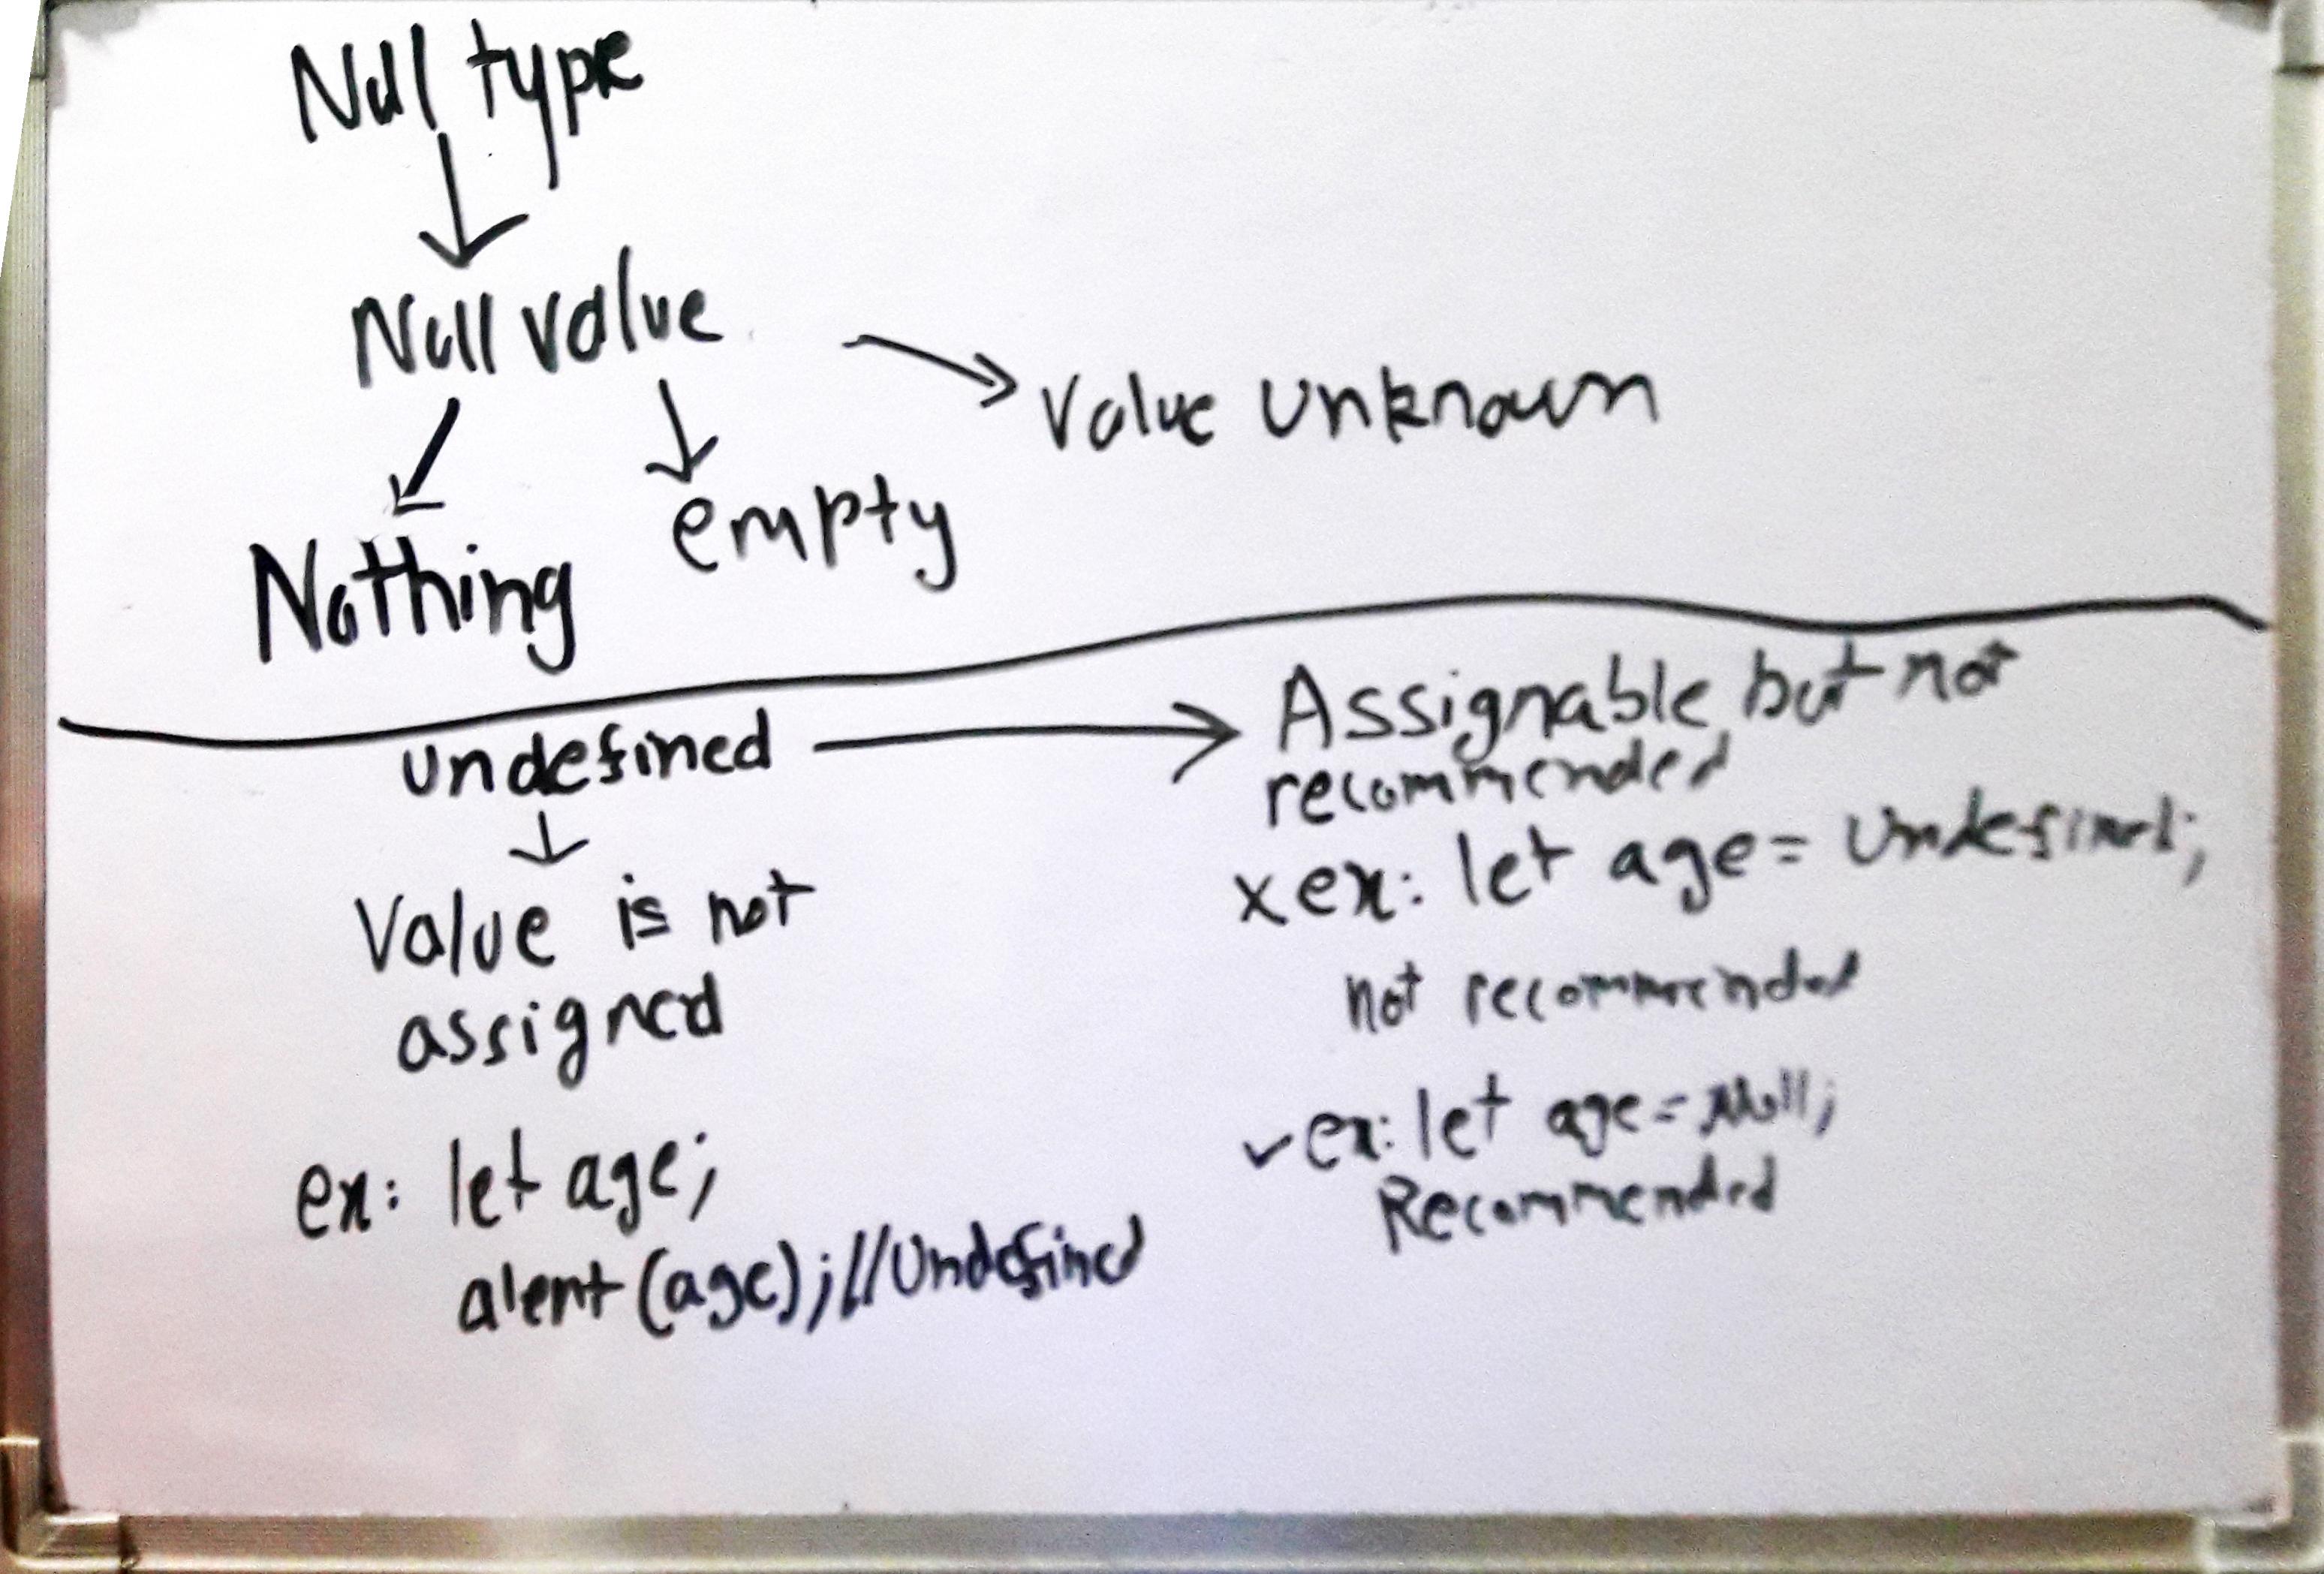 Null type
Null value
Value unknown
empty
Nothing
undefined
Value is not
assigned
ex: let age;
alert (age); //Undefined
Assignable but not
recommended
x ex: let age = undefined;
not recommended
✓ ex: let age = Null;
Recommended